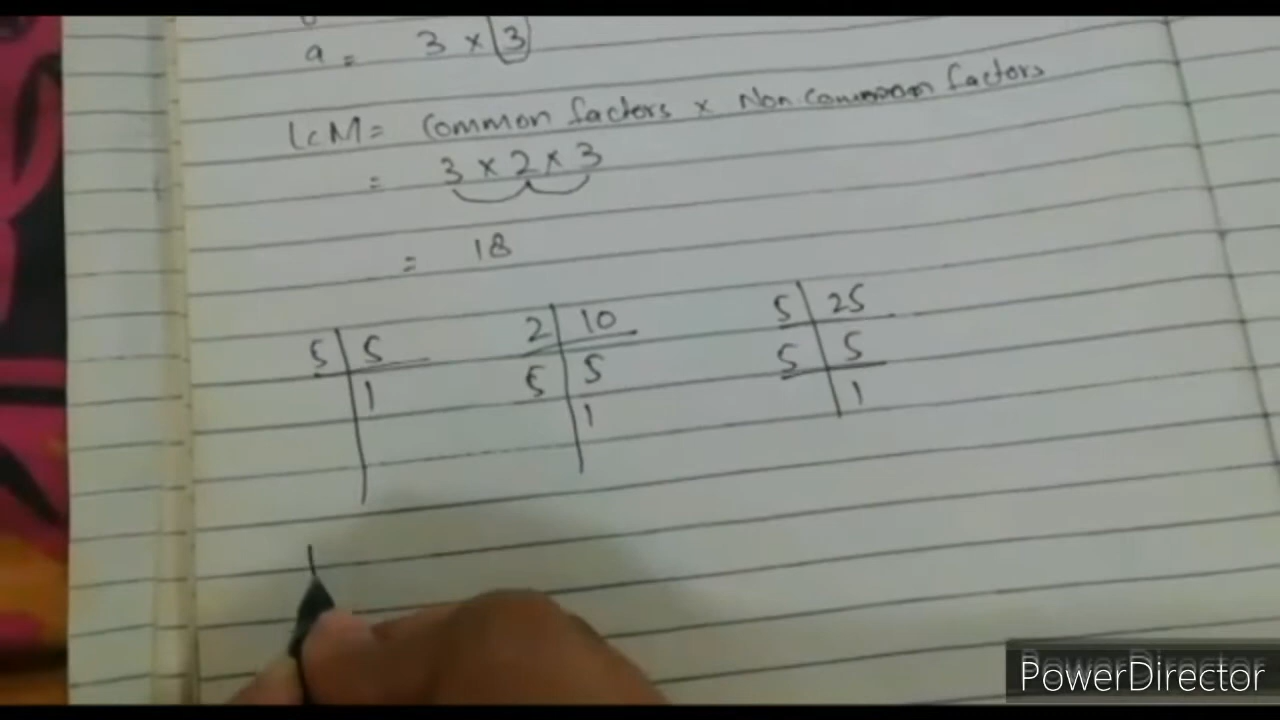 9 = 3 × 3
LCM = Common factors × Non common factors
= 3 × 2 × 3
= 18
5 | 5 2 | 10 5 | 25
1 5 | 5 5 | 5
1 1
PowerDirector